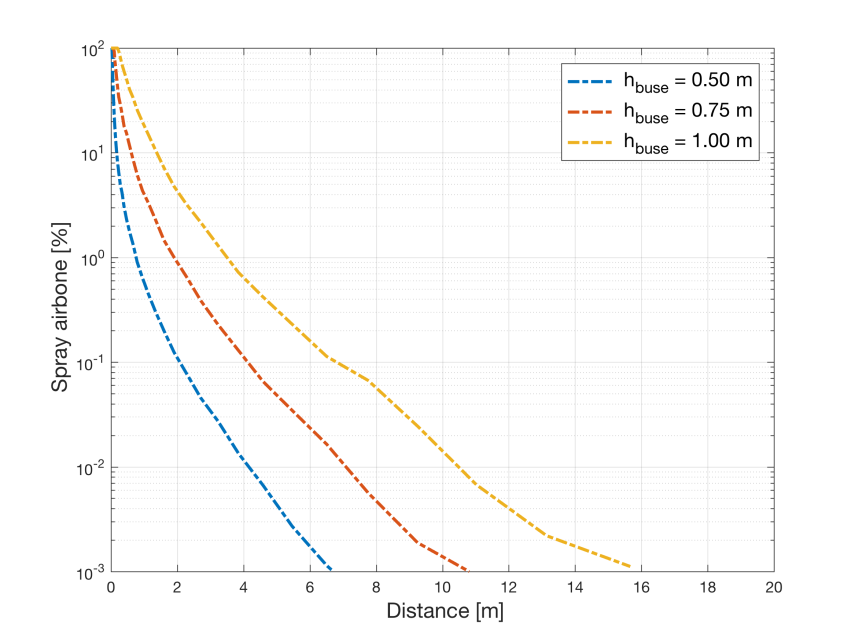 10^2
10^1
10^0
10^-1
10^-2
10^-3
0 2 4 6 8 10 12 14 16 18 20
Spray airbone [%]
Distance [m]
h_buse = 0.50 m
h_buse = 0.75 m
h_buse = 1.00 m